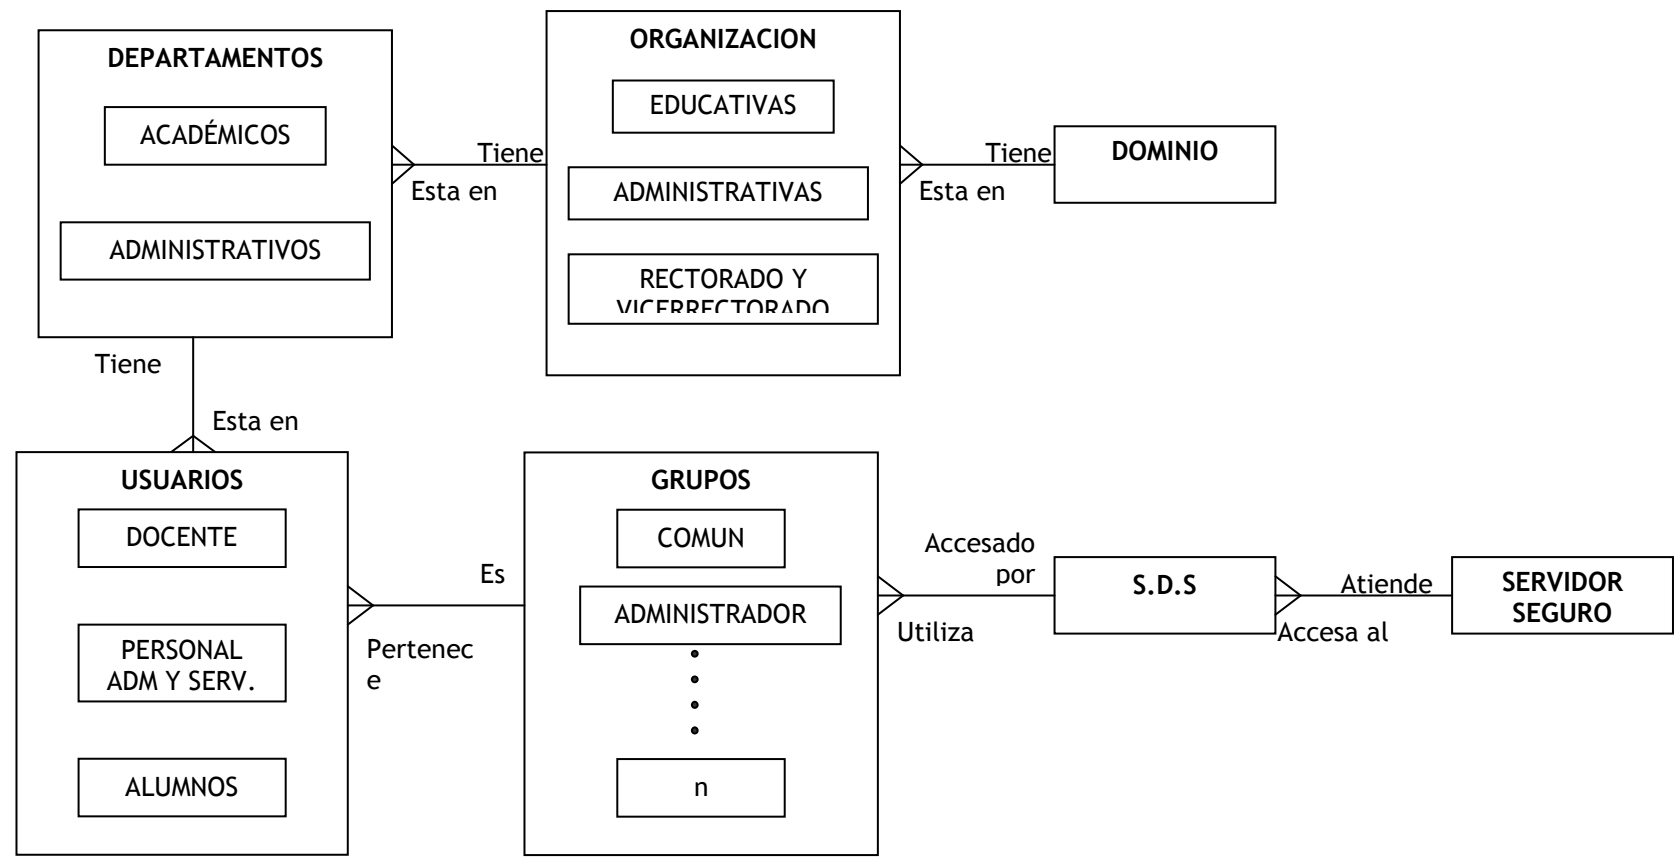 DEPARTAMENTOS
ACADÉMICOS
ADMINISTRATIVOS
Tiene
Esta en
ORGANIZACION
EDUCATIVAS
ADMINISTRATIVAS
RECTORADO Y
VICERRECTORADO
Tiene
Esta en
DOMINIO
Tiene
Esta en
USUARIOS
DOCENTE
PERSONAL
ADM Y SERV.
ALUMNOS
Es
Pertenec
e
GRUPOS
COMUN
ADMINISTRADOR
n
Accesado
por
Utiliza
S.D.S
Atiende
Accesa al
SERVIDOR
SEGURO